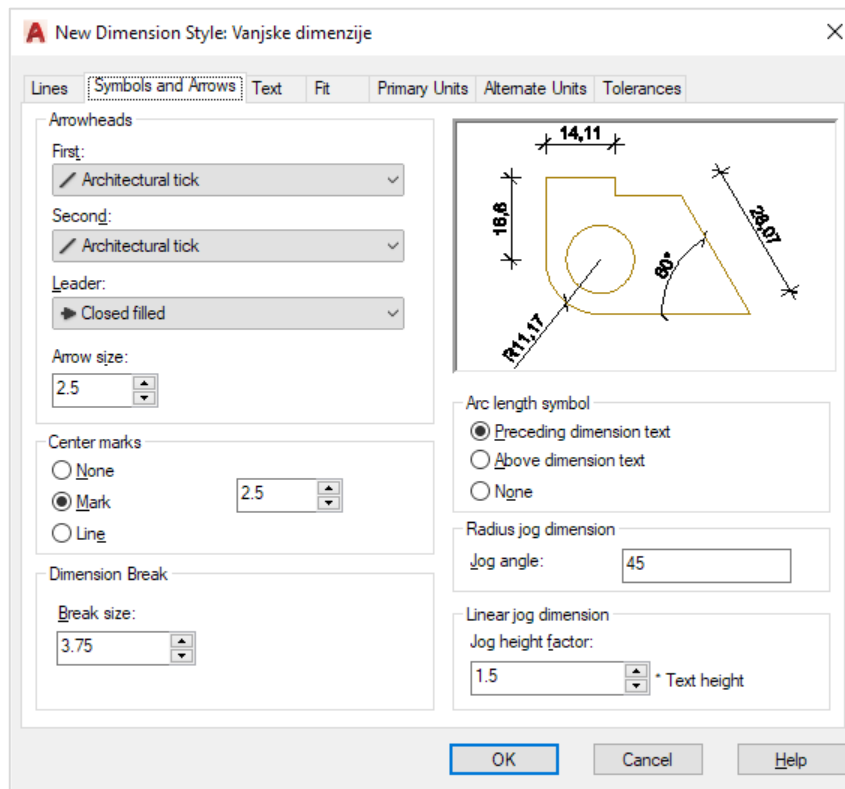 New Dimension Style: Vanjske dimenzije
Lines
Symbols and Arrows
Text
Fit
Primary Units
Alternate Units
Tolerances
Arrowheads
First:
Architectural tick
Second:
Architectural tick
Leader:
Closed filled
Arrow size:
2.5
Center marks
None
Mark
2.5
Line
Dimension Break
Break size:
3.75
14,11
16,6
28,07
60°
R11,17
Arc length symbol
Preceding dimension text
Above dimension text
None
Radius jog dimension
Jog angle:
45
Linear jog dimension
Jog height factor:
1.5
* Text height
OK
Cancel
Help